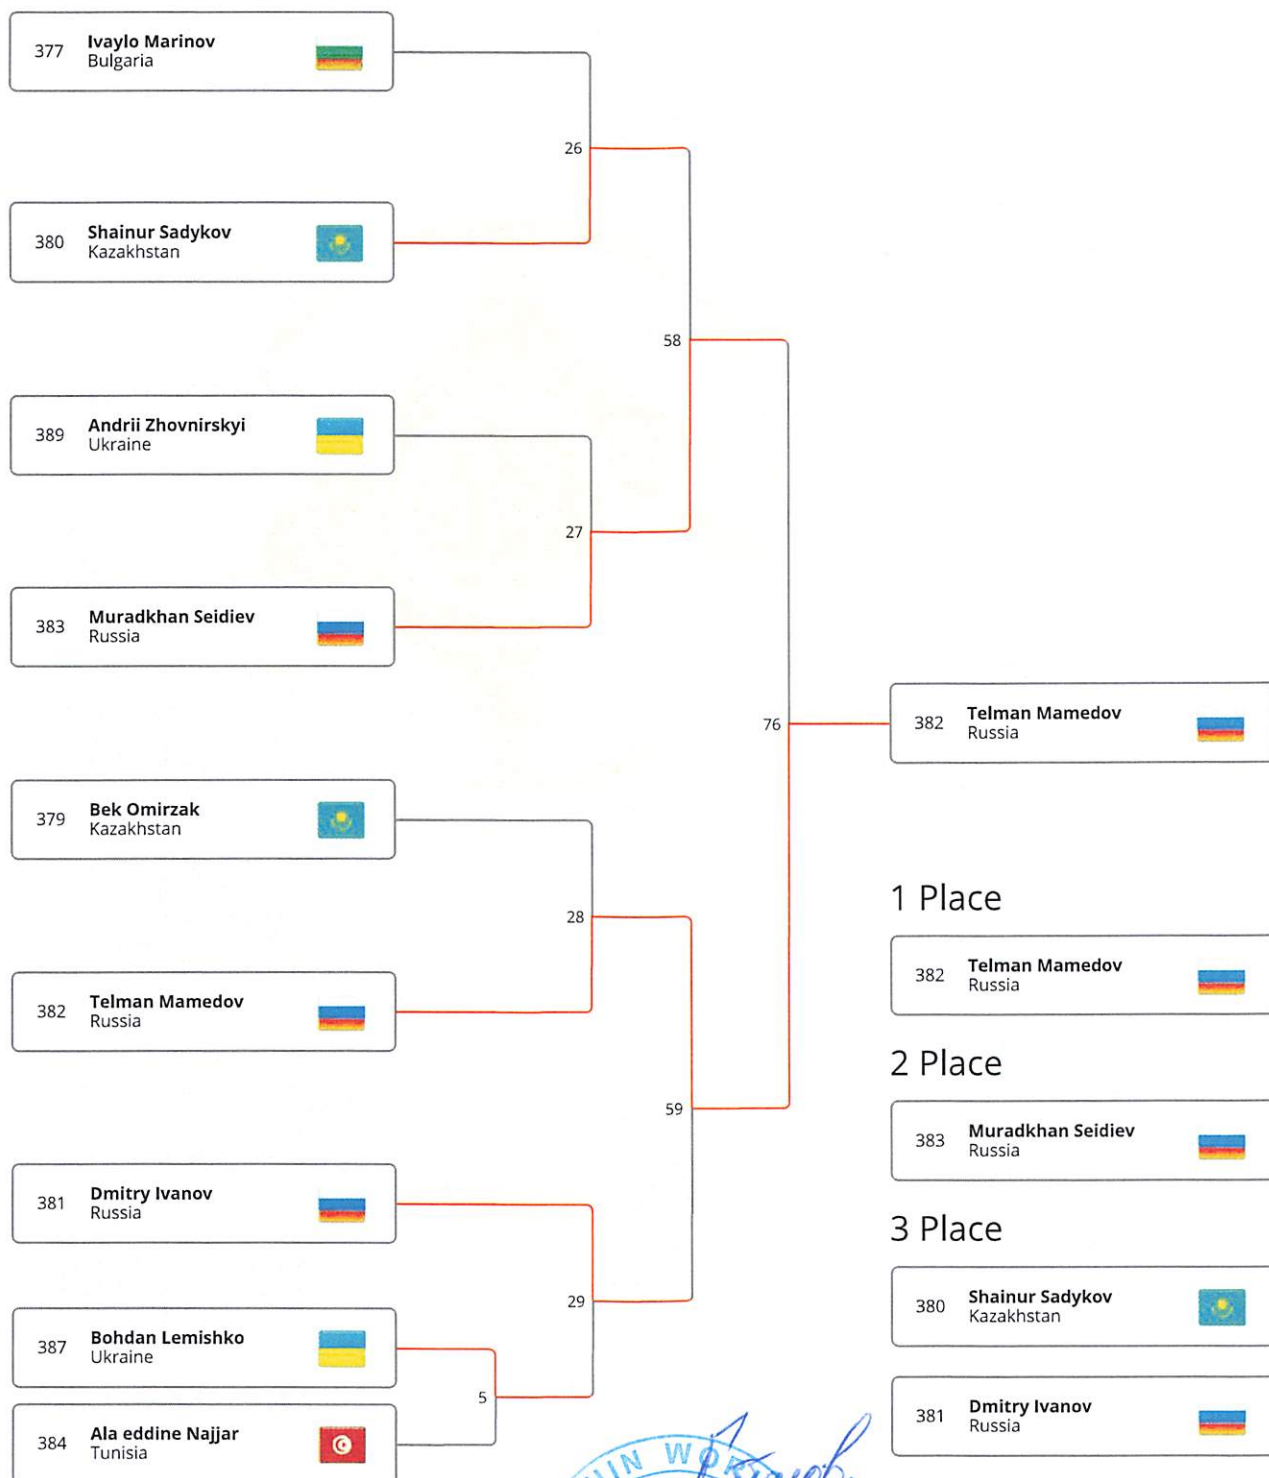 377 Ivaylo Marinov
Bulgaria
26
380 Shainur Sadykov
Kazakhstan
58
389 Andrii Zhovnirskyi
Ukraine
27
383 Muradkhan Seidiev
Russia
76
382 Telman Mamedov
Russia
379 Bek Omirzak
Kazakhstan
28
382 Telman Mamedov
Russia
59
381 Dmitry Ivanov
Russia
29
387 Bohdan Lemishko
Ukraine
5
384 Ala eddine Najjar
Tunisia
1 Place
382 Telman Mamedov
Russia
2 Place
383 Muradkhan Seidiev
Russia
3 Place
380 Shainur Sadykov
Kazakhstan
381 Dmitry Ivanov
Russia